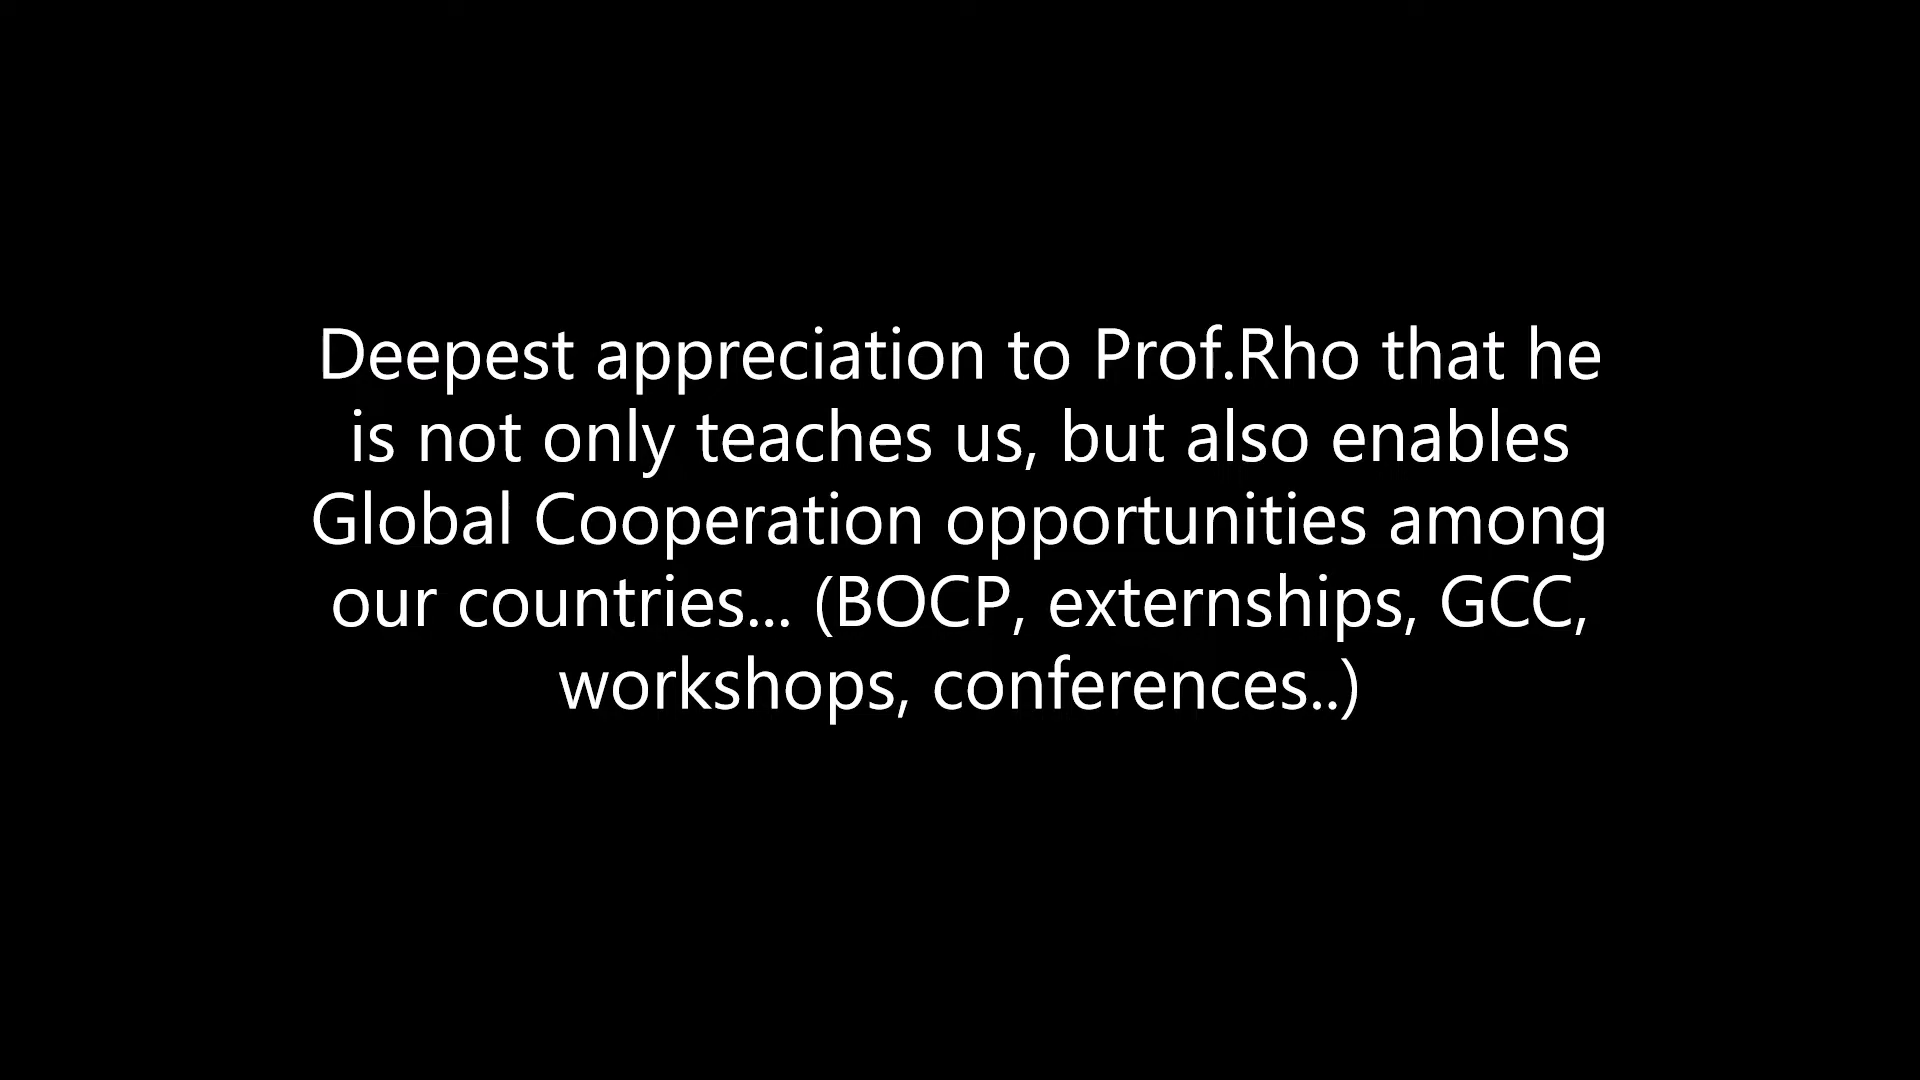 Deepest appreciation to Prof.Rho that he
is not only teaches us, but also enables
Global Cooperation opportunities among
our countries... (BOCP, externships, GCC,
workshops, conferences..)